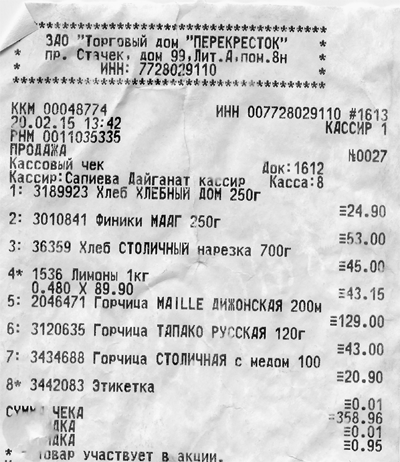 ****************************************
ЗАО "Торговый дом "ПЕРЕКРЕСТОК" *
* пр. Стачек, дом 99,Лит.А,пом.8н *
* ИНН: 7728029110 *
****************************************
ККМ 00048774 ИНН 007728029110 #1613
20.02.15 13:42 КАССИР 1
РНМ 0011035335
ПРОДАЖА №0027
Кассовый чек Док:1612
Кассир:Сапиева Дайганат кассир Касса:8
1: 3189923 Хлеб ХЛЕБНЫЙ ДОМ 250г
≡24.90
2: 3010841 Финики МААГ 250г
≡53.00
3: 36359 Хлеб СТОЛИЧНЫЙ нарезка 700г
≡45.00
4* 1536 Лимоны 1кг
0.480 X 89.90 ≡43.15
5: 2046471 Горчица MAILLE ДИЖОНСКАЯ 200м
≡129.00
6: 3120635 Горчица ТАПАКО РУССКАЯ 120г
≡43.00
7: 3434688 Горчица СТОЛИЧНАЯ с медом 100
≡20.90
8* 3442083 Этикетка
≡0.01
ЧЕКА ≡358.96
≡0.01
≡0.95
участвует в акции.